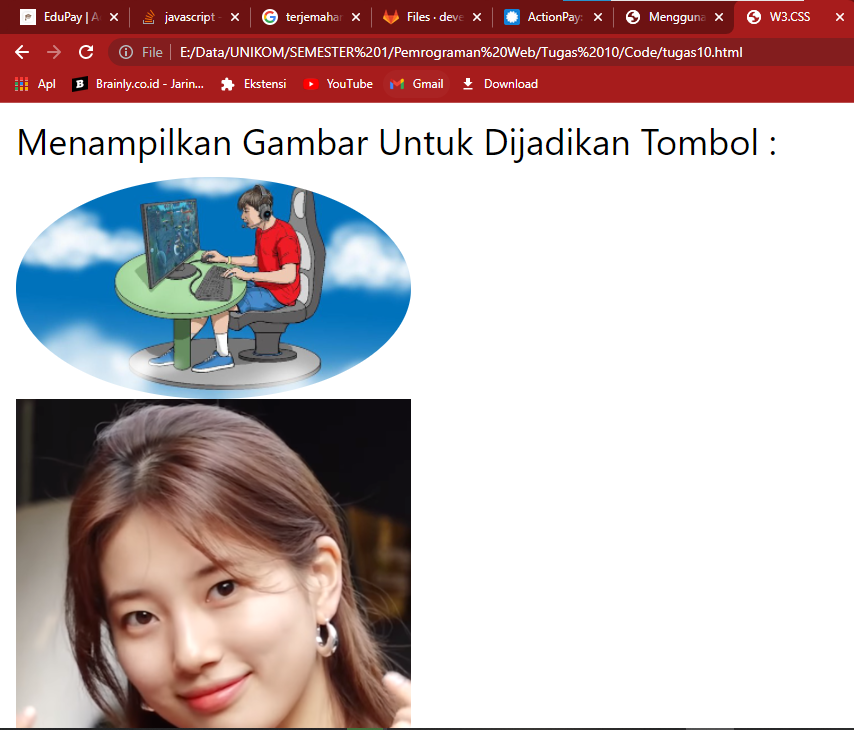 EduPay | A
javascript -
terjemahar
Files · deve
ActionPay:
Mengguna
W3.CSS
File | E:/Data/UNIKOM/SEMESTER%201/Pemrograman%20Web/Tugas%2010/Code/tugas10.html
Apl
B Brainly.co.id - Jarin...
Ekstensi
YouTube
Gmail
Download
Menampilkan Gambar Untuk Dijadikan Tombol :